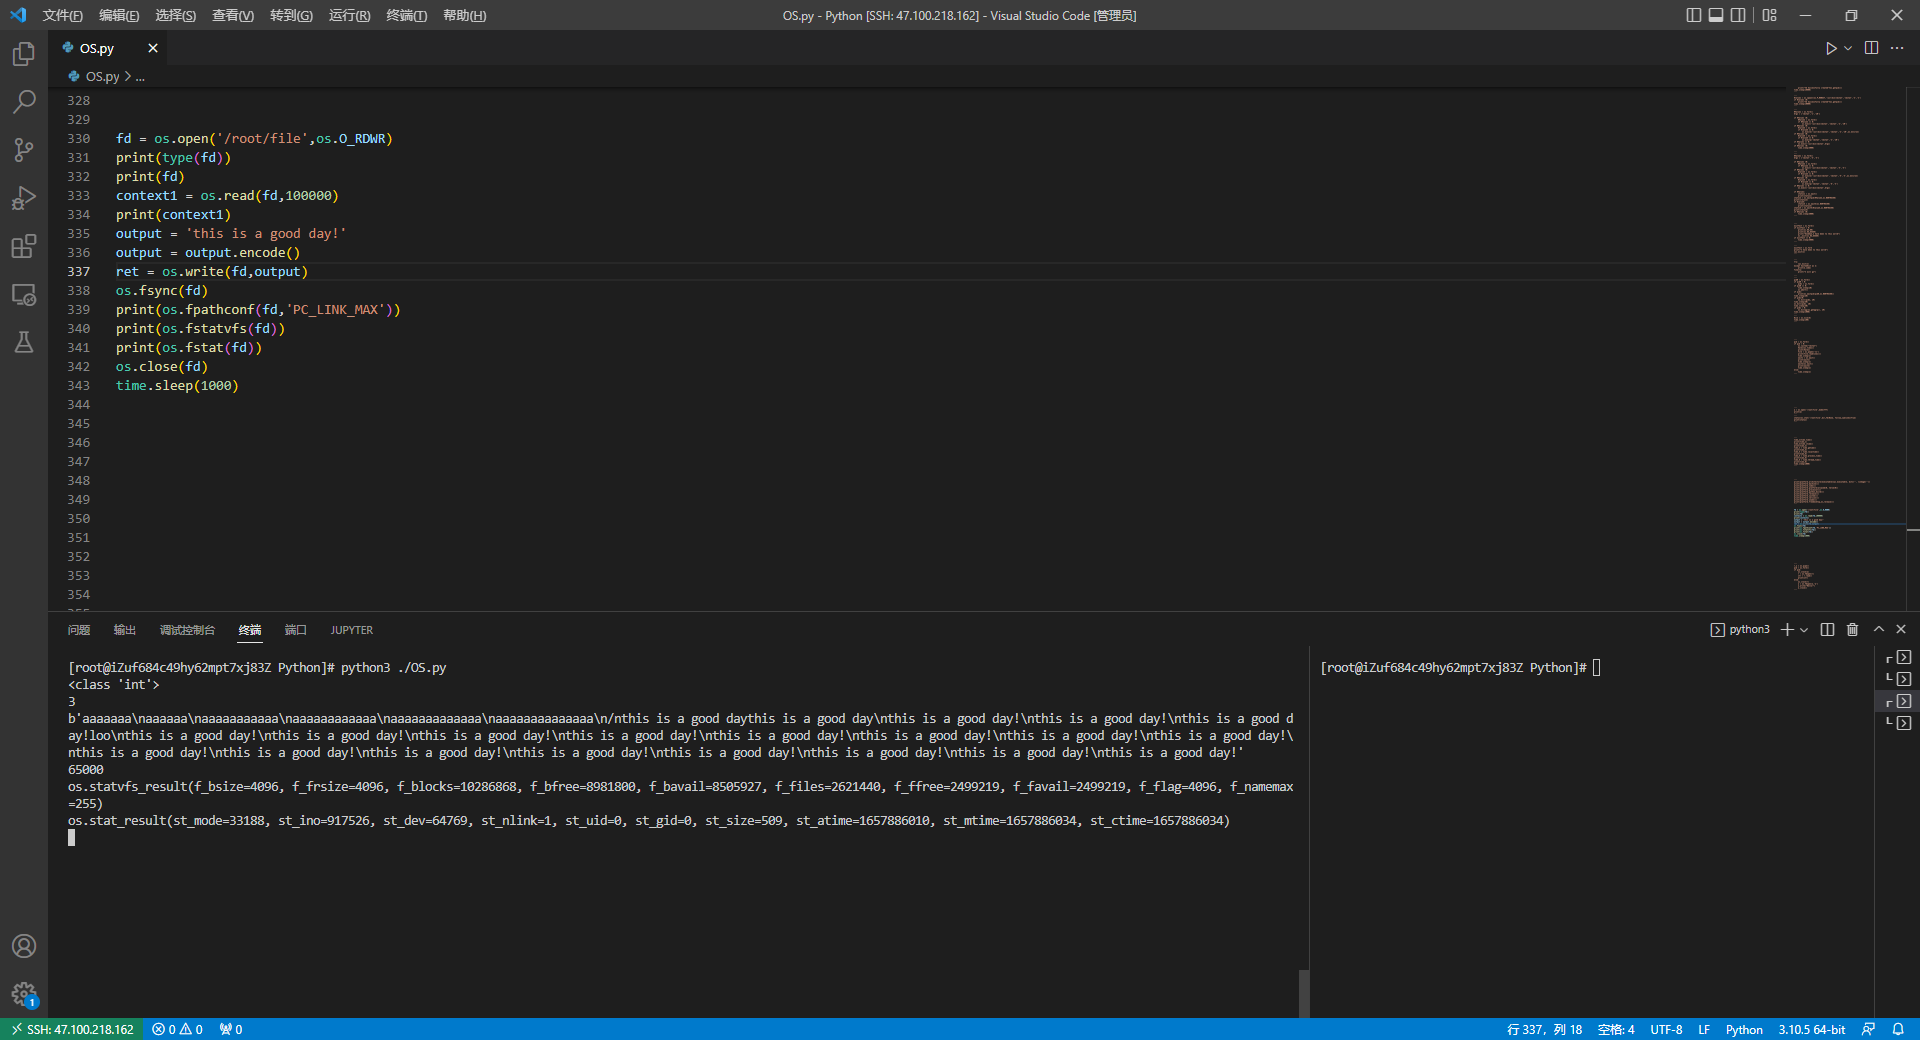 文件(F) 编辑(E) 选择(S) 查看(V) 转到(G) 运行(R) 终端(T) 帮助(H)
OS.py - Python [SSH: 47.100.218.162] - Visual Studio Code [管理员]
OS.py
OS.py > ...
328
329
330 fd = os.open('/root/file',os.O_RDWR)
331 print(type(fd))
332 print(fd)
333 context1 = os.read(fd,100000)
334 print(context1)
335 output = 'this is a good day!'
336 output = output.encode()
337 ret = os.write(fd,output)
338 os.fsync(fd)
339 print(os.fpathconf(fd,'PC_LINK_MAX'))
340 print(os.fstatvfs(fd))
341 print(os.fstat(fd))
342 os.close(fd)
343 time.sleep(1000)
344
345
346
347
348
349
350
351
352
353
354
问题 输出 调试控制台 终端 端口 JUPYTER
python3
[root@iZuf684c49hy62mpt7xj83Z Python]# python3 ./OS.py
<class 'int'>
3
b'aaaaaaa\naaaaaa\naaaaaaaaaaa\naaaaaaaaaaaa\naaaaaaaaaaaaa\naaaaaaaaaaaaaa\n/nthis is a good daythis is a good day\nthis is a good day!\nthis is a good day!\nthis is a good d
ay!loo\nthis is a good day!\nthis is a good day!\nthis is a good day!\nthis is a good day!\nthis is a good day!\nthis is a good day!\nthis is a good day!\nthis is a good day!\
nthis is a good day!\nthis is a good day!\nthis is a good day!\nthis is a good day!\nthis is a good day!\nthis is a good day!\nthis is a good day!\nthis is a good day!'
65000
os.statvfs_result(f_bsize=4096, f_frsize=4096, f_blocks=10286868, f_bfree=8981800, f_bavail=8505927, f_files=2621440, f_ffree=2499219, f_favail=2499219, f_flag=4096, f_namemax
=255)
os.stat_result(st_mode=33188, st_ino=917526, st_dev=64769, st_nlink=1, st_uid=0, st_gid=0, st_size=509, st_atime=1657886010, st_mtime=1657886034, st_ctime=1657886034)
[root@iZuf684c49hy62mpt7xj83Z Python]#
1
SSH: 47.100.218.162 0 0 0
行 337，列 18 空格: 4 UTF-8 LF Python 3.10.5 64-bit